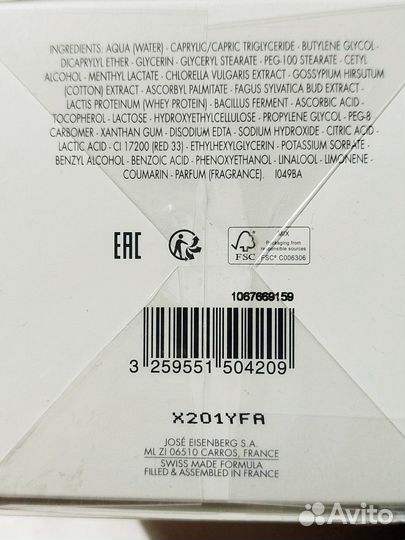 INGREDIENTS: AQUA (WATER) - CAPRYLIC/CAPRIC TRIGLYCERIDE - BUTYLENE GLYCOL -
DICAPRYLYL ETHER - GLYCERIN - GLYCERYL STEARATE - PEG-100 STEARATE - CETYL
ALCOHOL - MENTHYL LACTATE - CHLORELLA VULGARIS EXTRACT - GOSSYPIUM HIRSUTUM
(COTTON) EXTRACT - ASCORBYL PALMITATE - FAGUS SYLVATICA BUD EXTRACT -
LACTIS PROTEINUM (WHEY PROTEIN) - BACILLUS FERMENT - ASCORBIC ACID -
TOCOPHEROL - LACTOSE - HYDROXYETHYLCELLULOSE - PROPYLENE GLYCOL - PEG-8
CARBOMER - XANTHAN GUM - DISODIUM EDTA - SODIUM HYDROXIDE - CITRIC ACID -
LACTIC ACID - CI 17200 (RED 33) - ETHYLHEXYLGLYCERIN - POTASSIUM SORBATE -
BENZYL ALCOHOL - BENZOIC ACID - PHENOXYETHANOL - LINALOOL - LIMONENE -
COUMARIN - PARFUM (FRAGRANCE). I049BA
EAC
FSC
MIX
Packaging from
responsible sources
FSC® C006306
1067669159
3 259551 504209
X201YFA
JOSÉ EISENBERG S.A.
ML ZI 06510 CARROS, FRANCE
SWISS MADE FORMULA
FILLED & ASSEMBLED IN FRANCE
Avito